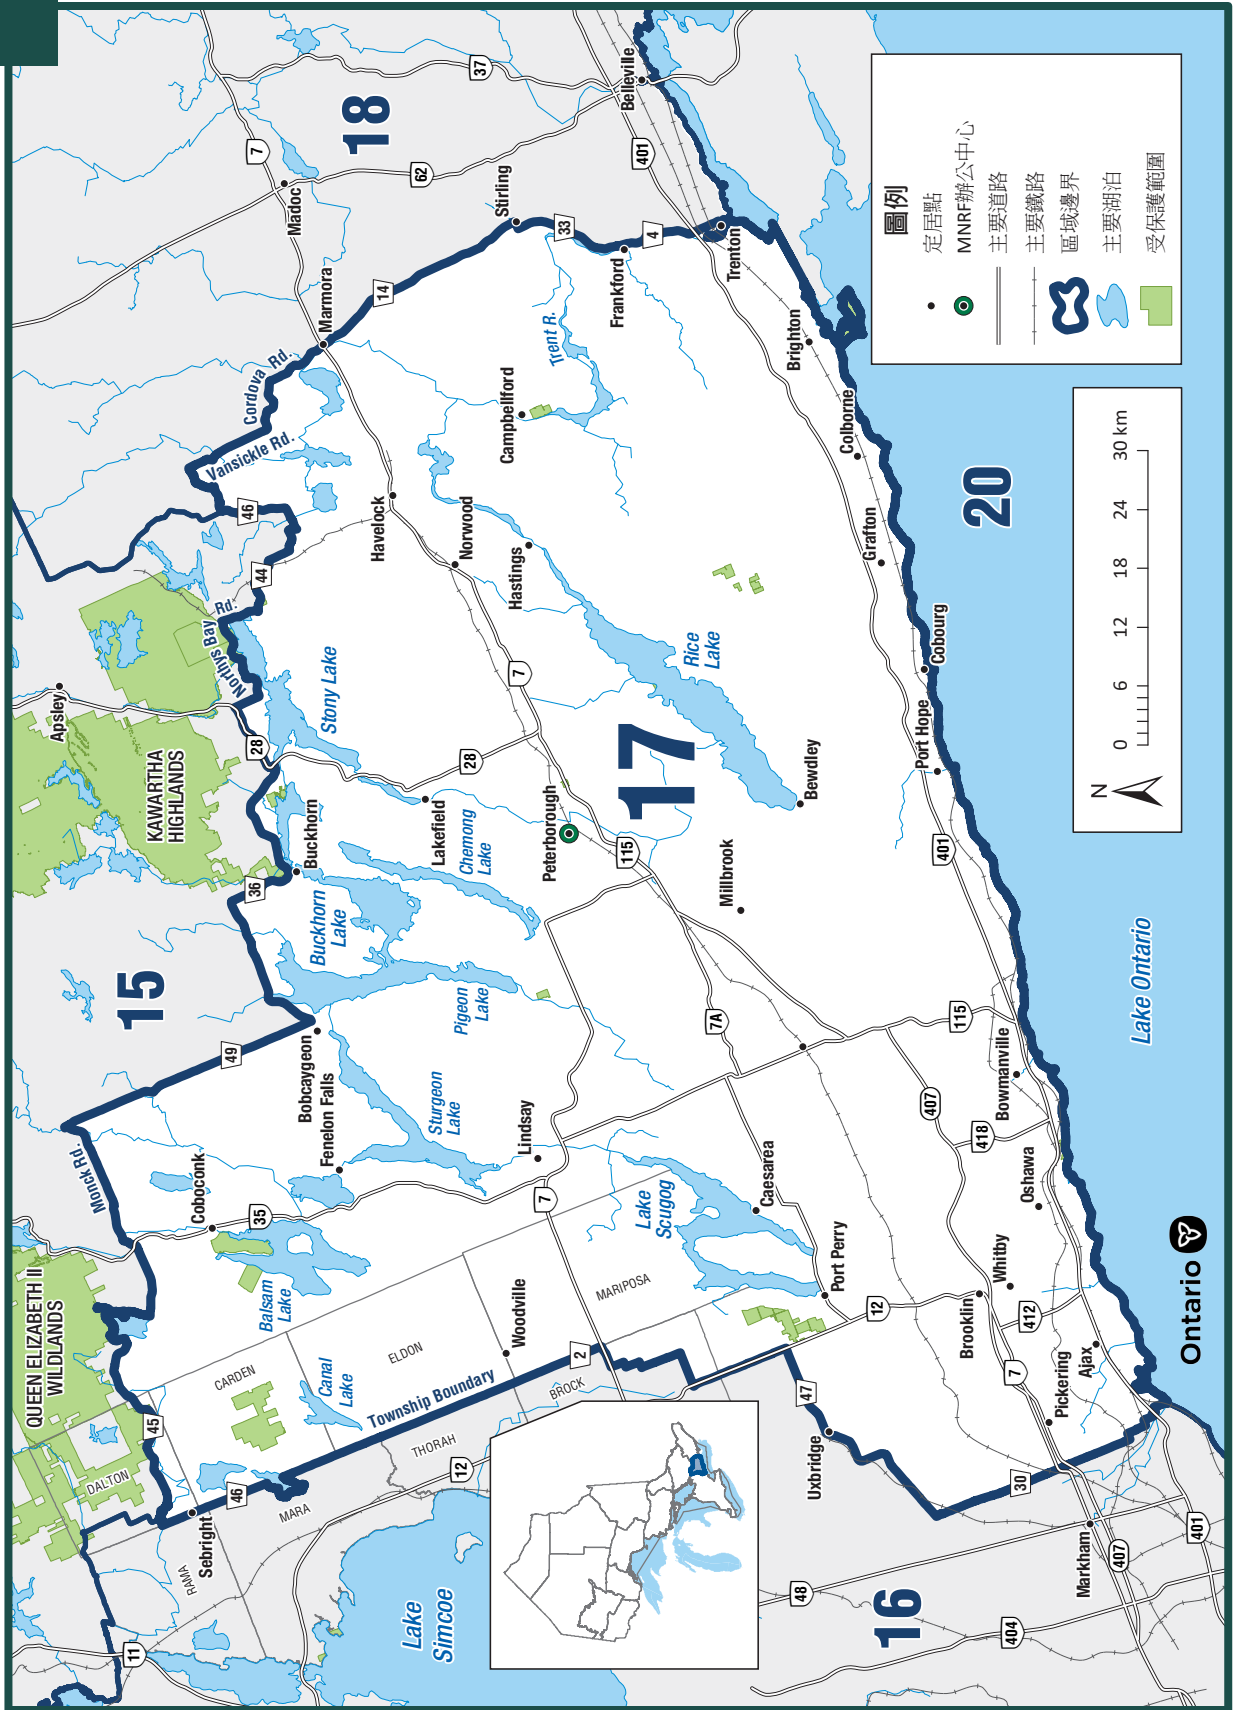 QUEEN ELIZABETH II
WILDLANDS
KAWARTHA
HIGHLANDS
15
18
17
16
20
DALTON
RAMA
MARA
CARDEN
ELDON
THORAH
BROCK
MARIPOSA
Monck Rd.
Township Boundary
Northys Bay Rd.
Vansickle Rd.
Cordova Rd.
Sebright
Coboconk
Fenelon Falls
Bobcaygeon
Buckhorn
Apsley
Lakefield
Peterborough
Lindsay
Woodville
Havelock
Norwood
Hastings
Campbellford
Marmora
Madoc
Stirling
Frankford
Belleville
Trenton
Brighton
Colborne
Grafton
Cobourg
Port Hope
Bewdley
Millbrook
Bowmanville
Oshawa
Whitby
Brooklin
Ajax
Pickering
Markham
Uxbridge
Port Perry
Caesarea
Lake
Simcoe
Canal
Lake
Balsam
Lake
Sturgeon
Lake
Pigeon
Lake
Buckhorn
Lake
Chemong
Lake
Stony Lake
Rice
Lake
Trent R.
Lake
Scugog
Lake Ontario
11
45
46
35
49
36
28
44
46
14
7
62
37
33
4
401
7
28
115
7A
115
401
7
2
12
12
47
30
48
404
407
401
7
412
418
407
圖例
定居點
MNRF辦公中心
主要道路
主要鐵路
區域邊界
主要湖泊
受保護範圍
N
0 6 12 18 24 30 km
Ontario